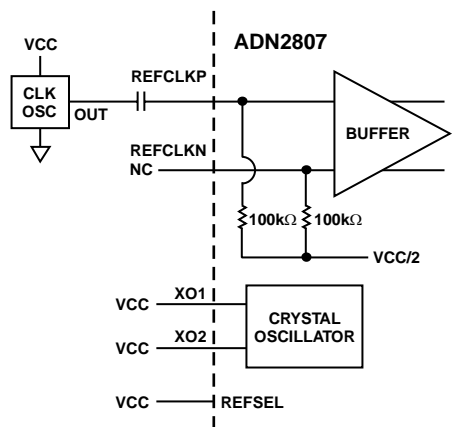 ADN2807
VCC
REFCLKP
CLK
OSC
OUT
BUFFER
REFCLKN
NC
100kΩ
100kΩ
VCC/2
VCC
XO1
CRYSTAL
OSCILLATOR
VCC
XO2
VCC
REFSEL